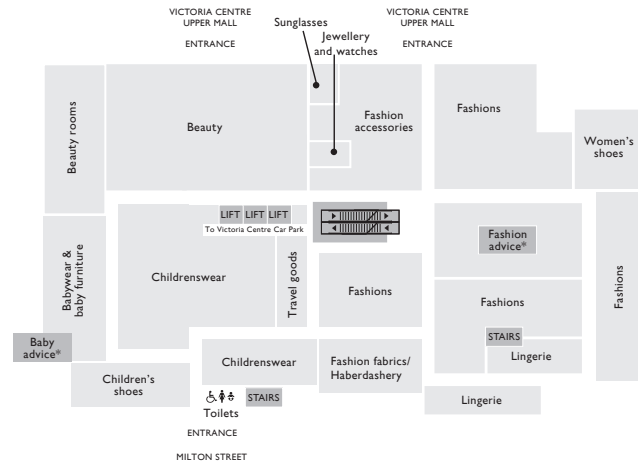 VICTORIA CENTRE
UPPER MALL
ENTRANCE
Sunglasses
Jewellery
and watches
VICTORIA CENTRE
UPPER MALL
ENTRANCE
Beauty rooms
Beauty
Fashion
accessories
Fashions
Women's
shoes
LIFT LIFT LIFT
To Victoria Centre Car Park
Babywear &
baby furniture
Childrenswear
Travel goods
Fashions
Fashion
advice*
Fashions
Fashions
STAIRS
Lingerie
Baby
advice*
Children's
shoes
Childrenswear
Fashion fabrics/
Haberdashery
Lingerie
Toilets
STAIRS
ENTRANCE
MILTON STREET